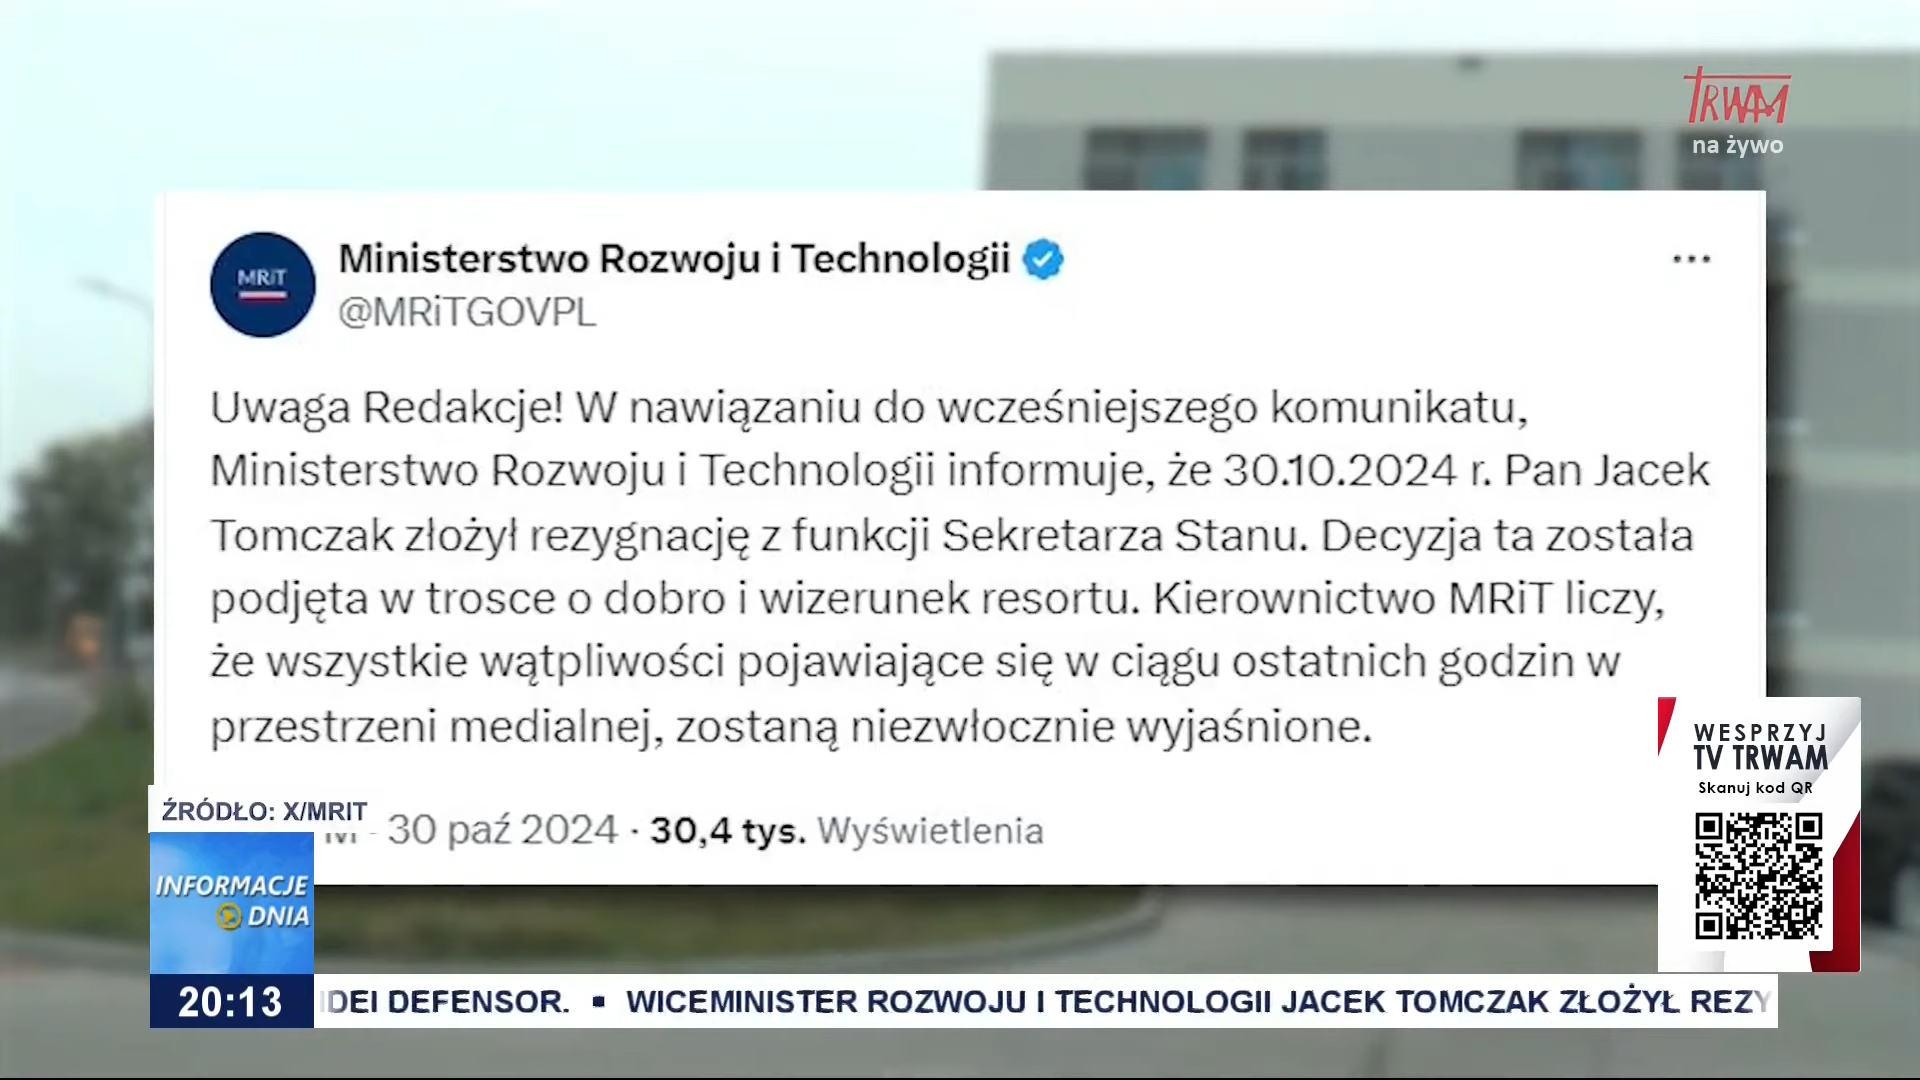 TRWAM
na żywo
MRiT
Ministerstwo Rozwoju i Technologii
@MRiTGOVPL
Uwaga Redakcje! W nawiązaniu do wcześniejszego komunikatu,
Ministerstwo Rozwoju i Technologii informuje, że 30.10.2024 r. Pan Jacek
Tomczak złożył rezygnację z funkcji Sekretarza Stanu. Decyzja ta została
podjęta w trosce o dobro i wizerunek resortu. Kierownictwo MRiT liczy,
że wszystkie wątpliwości pojawiające się w ciągu ostatnich godzin w
przestrzeni medialnej, zostaną niezwłocznie wyjaśnione.
WESPRZYJ
TV TRWAM
Skanuj kod QR
ŹRÓDŁO: X/MRIT
M · 30 paź 2024 · 30,4 tys. Wyświetlenia
INFORMACJE
DNIA
20:13
IDEI DEFENSOR. ▪ WICEMINISTER ROZWOJU I TECHNOLOGII JACEK TOMCZAK ZŁOŻYŁ REZY